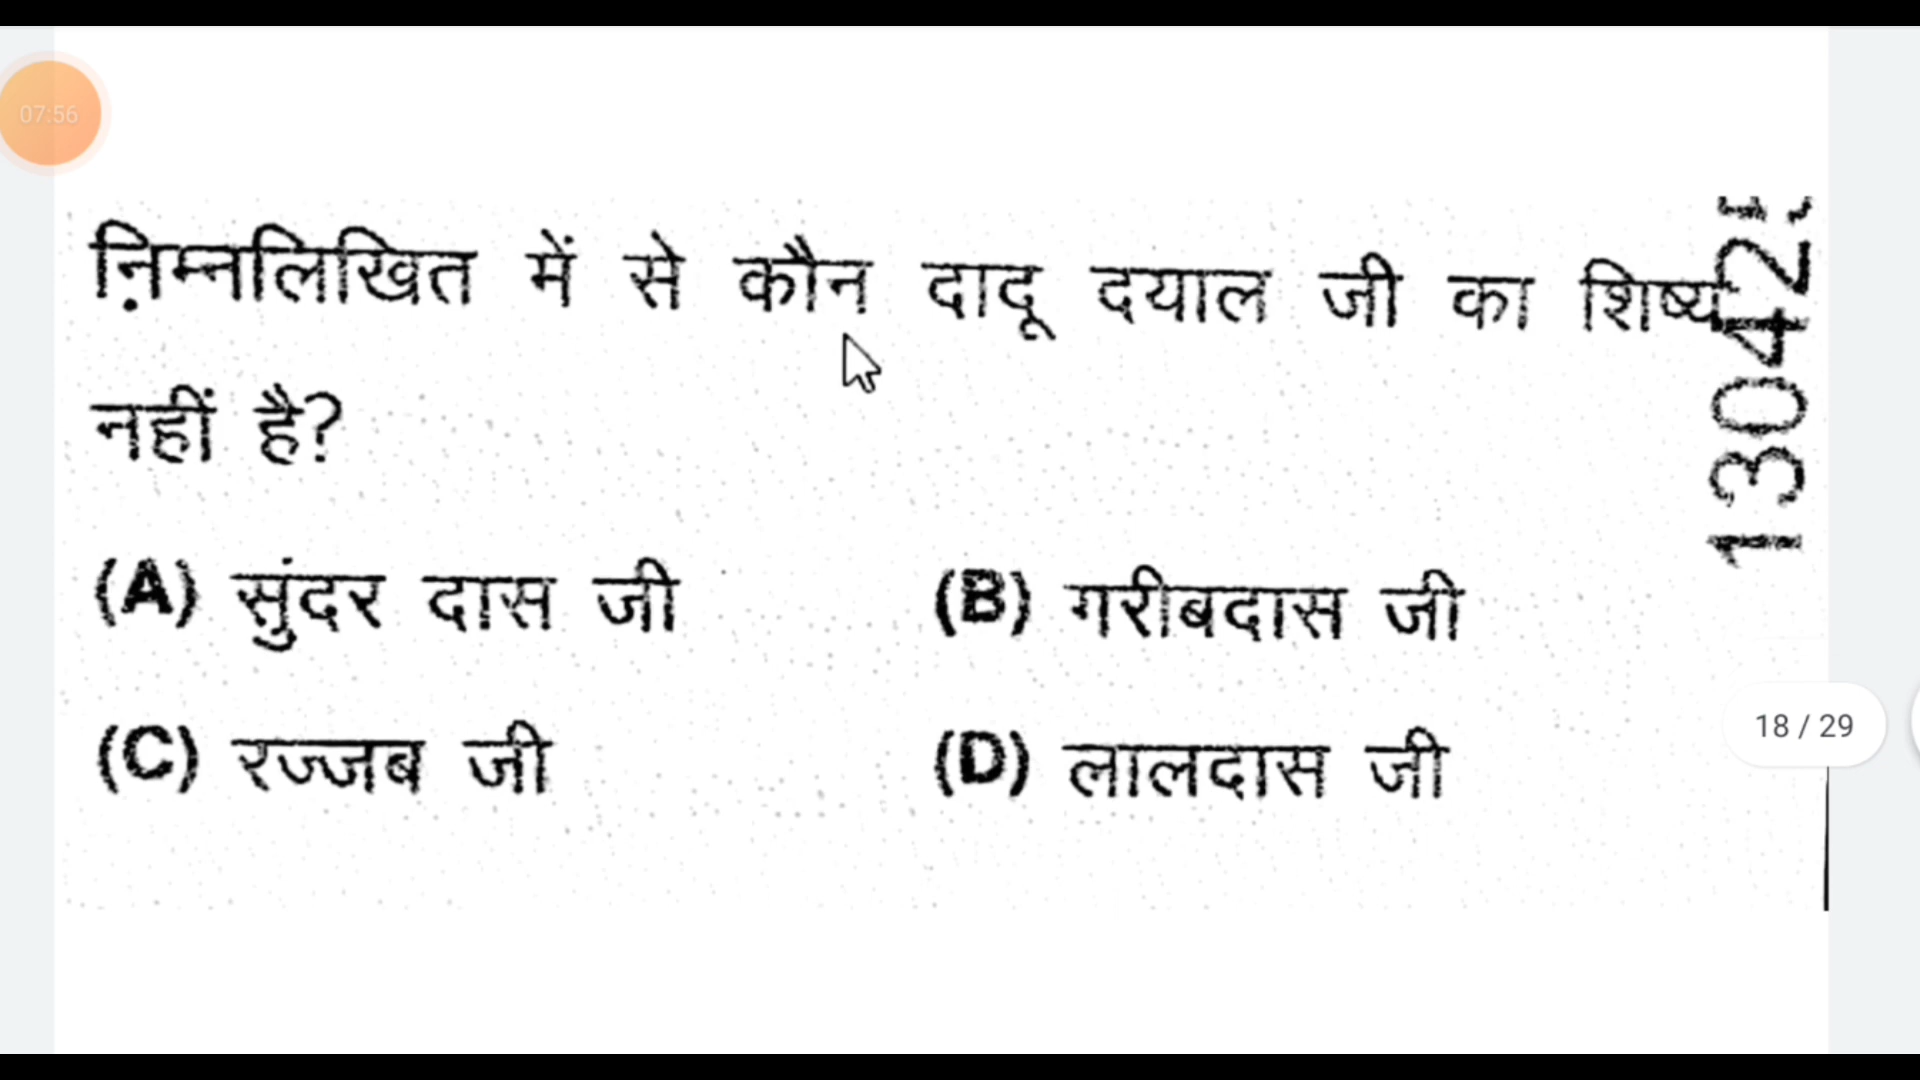 07:56
निम्नलिखित में से कौन दादू दयाल जी का शिष्य
नहीं है?
(A) सुंदर दास जी (B) गरीबदास जी
(C) रज्जब जी (D) लालदास जी
13042
18 / 29